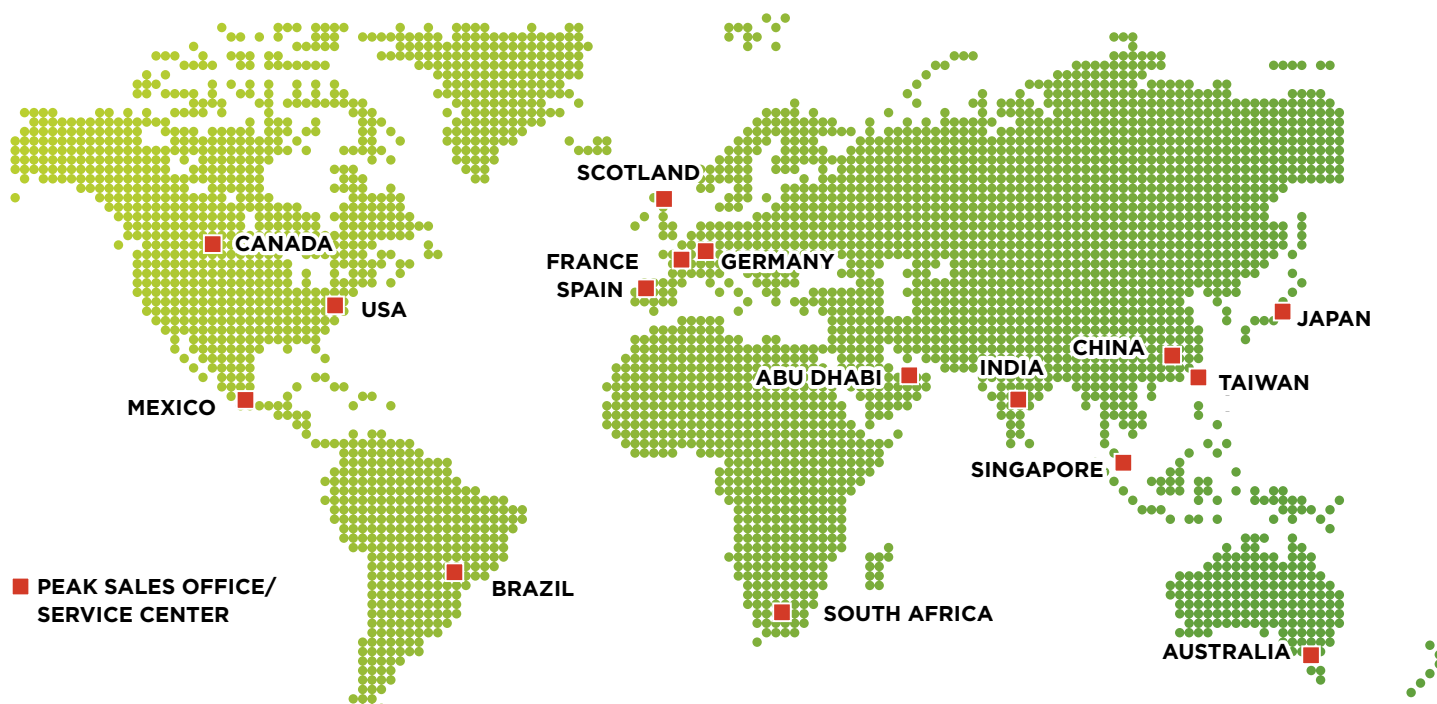 SCOTLAND
CANADA
FRANCE
GERMANY
SPAIN
USA
JAPAN
CHINA
INDIA
ABU DHABI
TAIWAN
MEXICO
SINGAPORE
PEAK SALES OFFICE/
SERVICE CENTER
BRAZIL
SOUTH AFRICA
AUSTRALIA